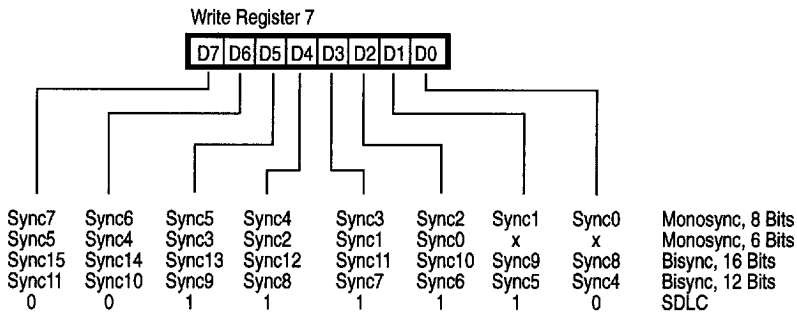 Write Register 7
D7 D6 D5 D4 D3 D2 D1 D0
Sync7 Sync6 Sync5 Sync4 Sync3 Sync2 Sync1 Sync0 Monosync, 8 Bits
Sync5 Sync4 Sync3 Sync2 Sync1 Sync0 x x Monosync, 6 Bits
Sync15 Sync14 Sync13 Sync12 Sync11 Sync10 Sync9 Sync8 Bisync, 16 Bits
Sync11 Sync10 Sync9 Sync8 Sync7 Sync6 Sync5 Sync4 Bisync, 12 Bits
0 0 1 1 1 1 1 0 SDLC